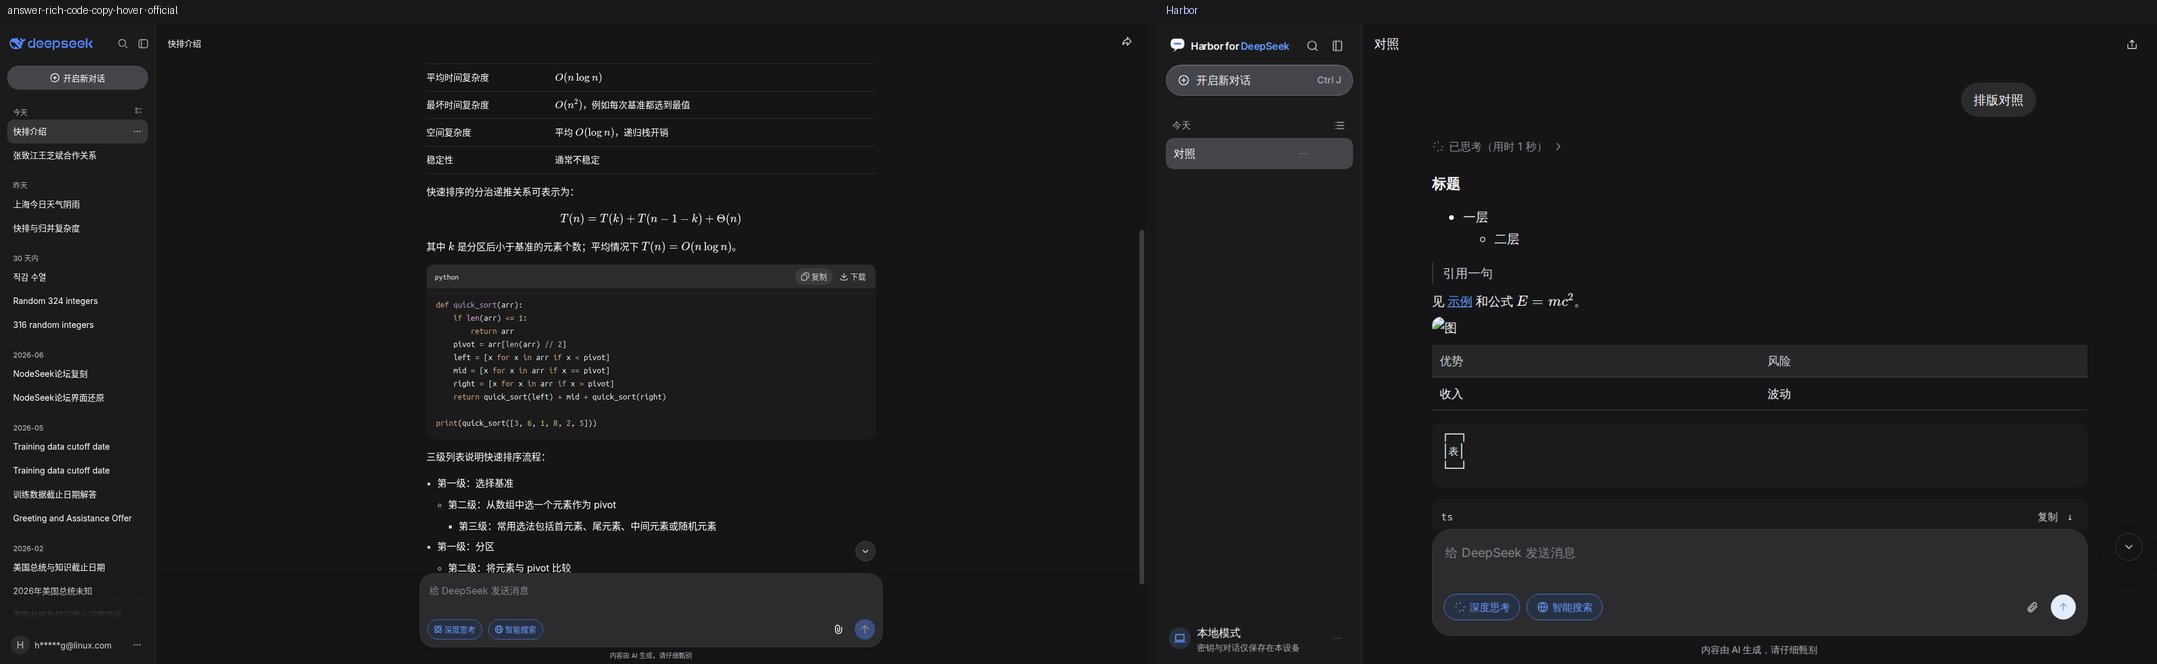 answer-rich-code-copy-hover · official
deepseek
开启新对话
今天
快排介绍
张致江王芝斌合作关系
昨天
上海今日天气阴雨
快排与归并复杂度
30 天内
직감 수열
Random 324 integers
316 random integers
2026-06
NodeSeek论坛复刻
NodeSeek论坛界面还原
2026-05
Training data cutoff date
Training data cutoff date
训练数据截止日期解答
Greeting and Assistance Offer
2026-02
美国总统与知识截止日期
2026年美国总统未知
H h*****g@linux.com
快排介绍
平均时间复杂度 O(n log n)
最坏时间复杂度 O(n²)，例如每次基准都选到最值
空间复杂度 平均 O(log n)，递归栈开销
稳定性 通常不稳定
快速排序的分治递推关系可表示为：
T(n) = T(k) + T(n − 1 − k) + Θ(n)
其中 k 是分区后小于基准的元素个数；平均情况下 T(n) = O(n log n)。
python 复制 下载
def quick_sort(arr):
    if len(arr) <= 1:
        return arr
    pivot = arr[len(arr) // 2]
    left = [x for x in arr if x < pivot]
    mid = [x for x in arr if x == pivot]
    right = [x for x in arr if x > pivot]
    return quick_sort(left) + mid + quick_sort(right)
print(quick_sort([3, 6, 1, 8, 2, 5]))
三级列表说明快速排序流程：
• 第一级：选择基准
◦ 第二级：从数组中选一个元素作为 pivot
▪ 第三级：常用选法包括首元素、尾元素、中间元素或随机元素
• 第一级：分区
◦ 第二级：将元素与 pivot 比较
给 DeepSeek 发送消息
深度思考 智能搜索
内容由 AI 生成，请仔细甄别
Harbor
Harbor for DeepSeek
开启新对话 Ctrl J
今天
对照
本地模式
密钥与对话仅保存在本设备
对照
排版对照
已思考（用时 1 秒）
标题
• 一层
◦ 二层
引用一句
见 示例 和公式 E = mc²。
图
优势 风险
收入 波动
┌──┐
│表│
└──┘
ts 复制 ↓
给 DeepSeek 发送消息
深度思考 智能搜索
内容由 AI 生成，请仔细甄别